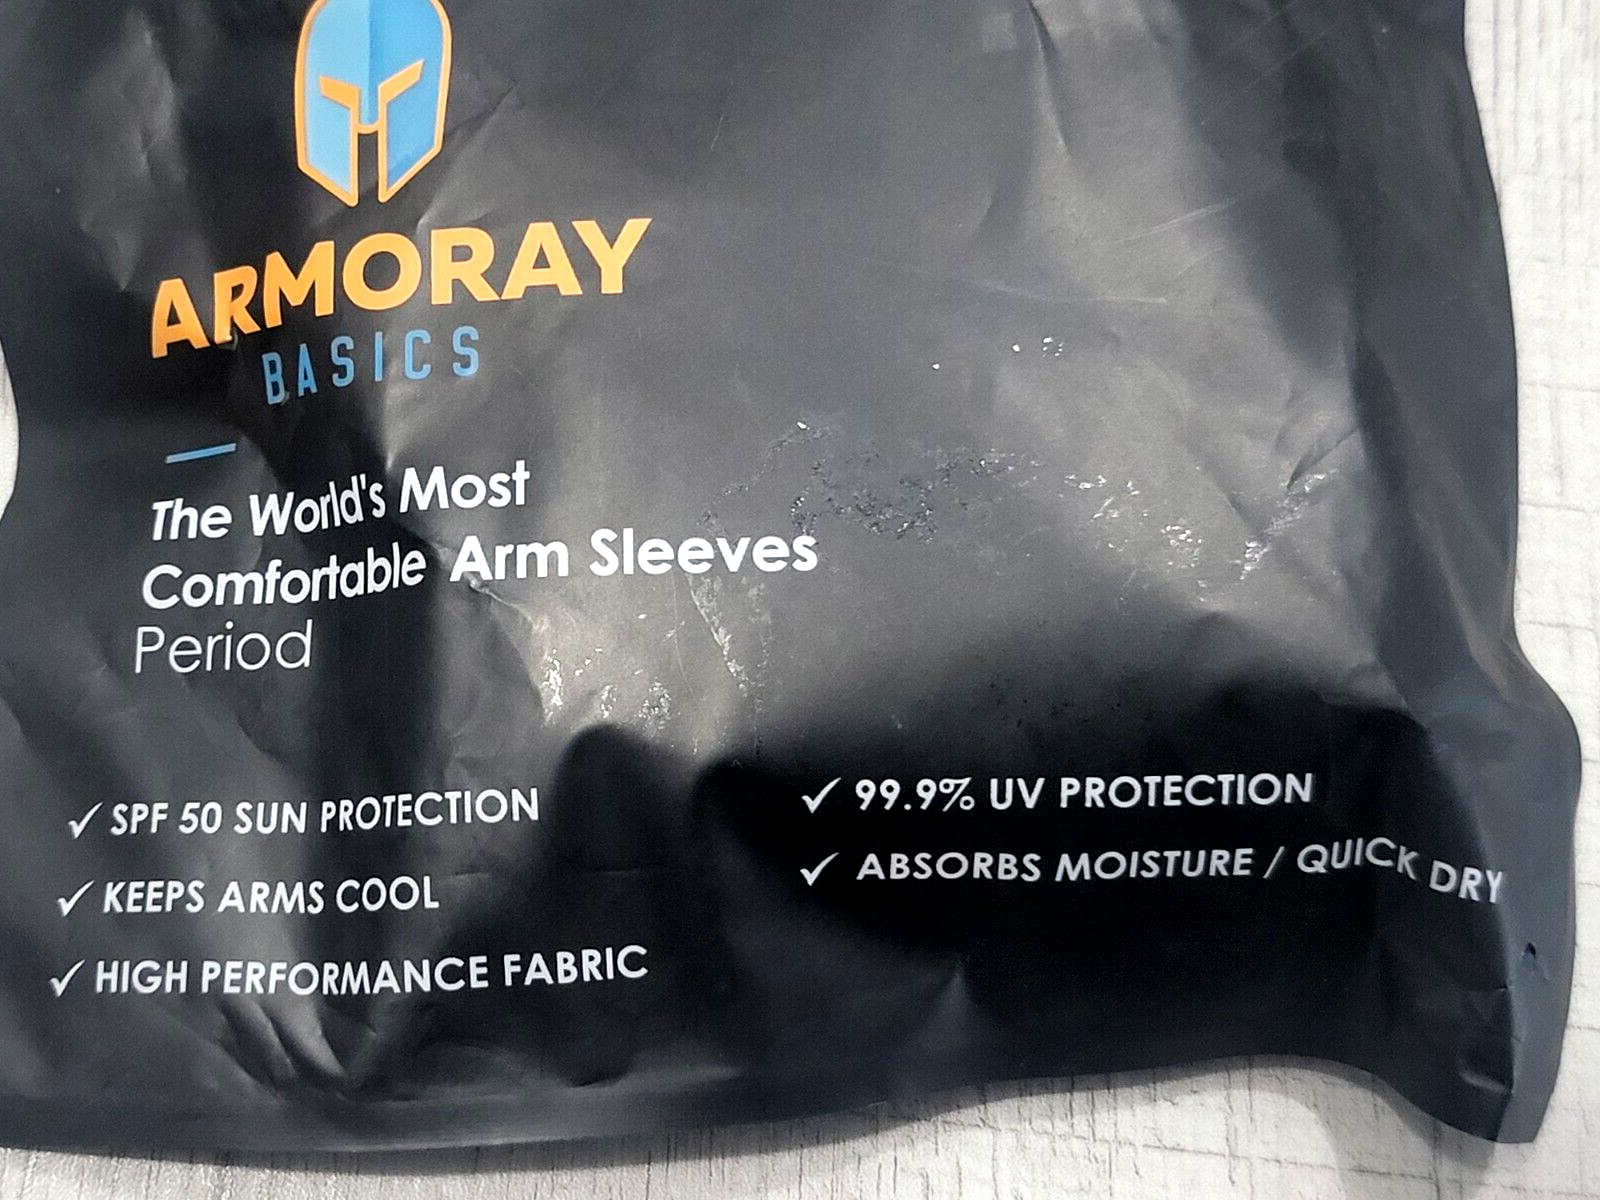 ARMORAY
BASICS
The World's Most
Comfortable Arm Sleeves
Period
✓ SPF 50 SUN PROTECTION
✓ KEEPS ARMS COOL
✓ HIGH PERFORMANCE FABRIC
✓ 99.9% UV PROTECTION
✓ ABSORBS MOISTURE / QUICK DRY